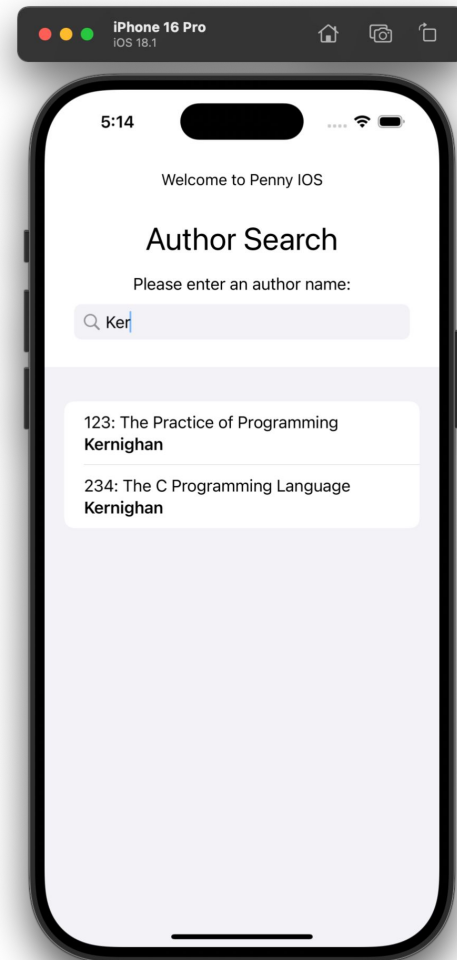 iPhone 16 Pro
iOS 18.1
5:14
Welcome to Penny IOS
Author Search
Please enter an author name:
Ker
123: The Practice of Programming
Kernighan
234: The C Programming Language
Kernighan